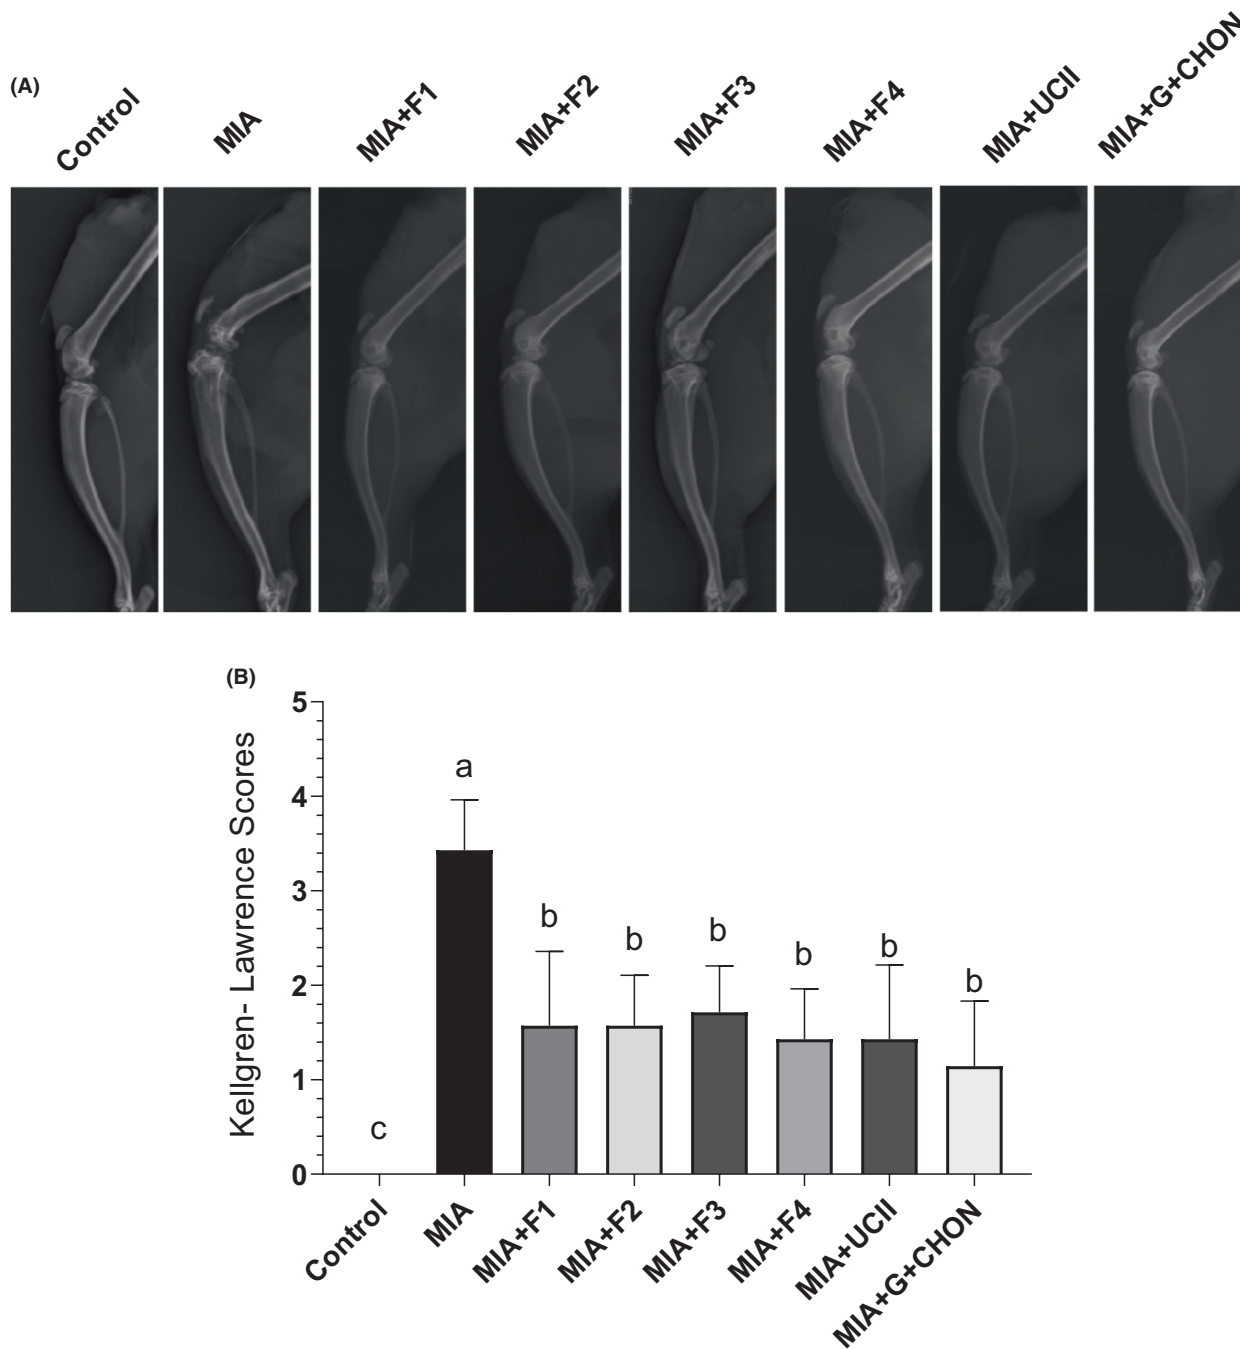 (A)
Control
MIA
MIA+F1
MIA+F2
MIA+F3
MIA+F4
MIA+UCII
MIA+G+CHON
(B)
Kellgren- Lawrence Scores
5
4
3
2
1
0
c
a
b
b
b
b
b
b
Control
MIA
MIA+F1
MIA+F2
MIA+F3
MIA+F4
MIA+UCII
MIA+G+CHON